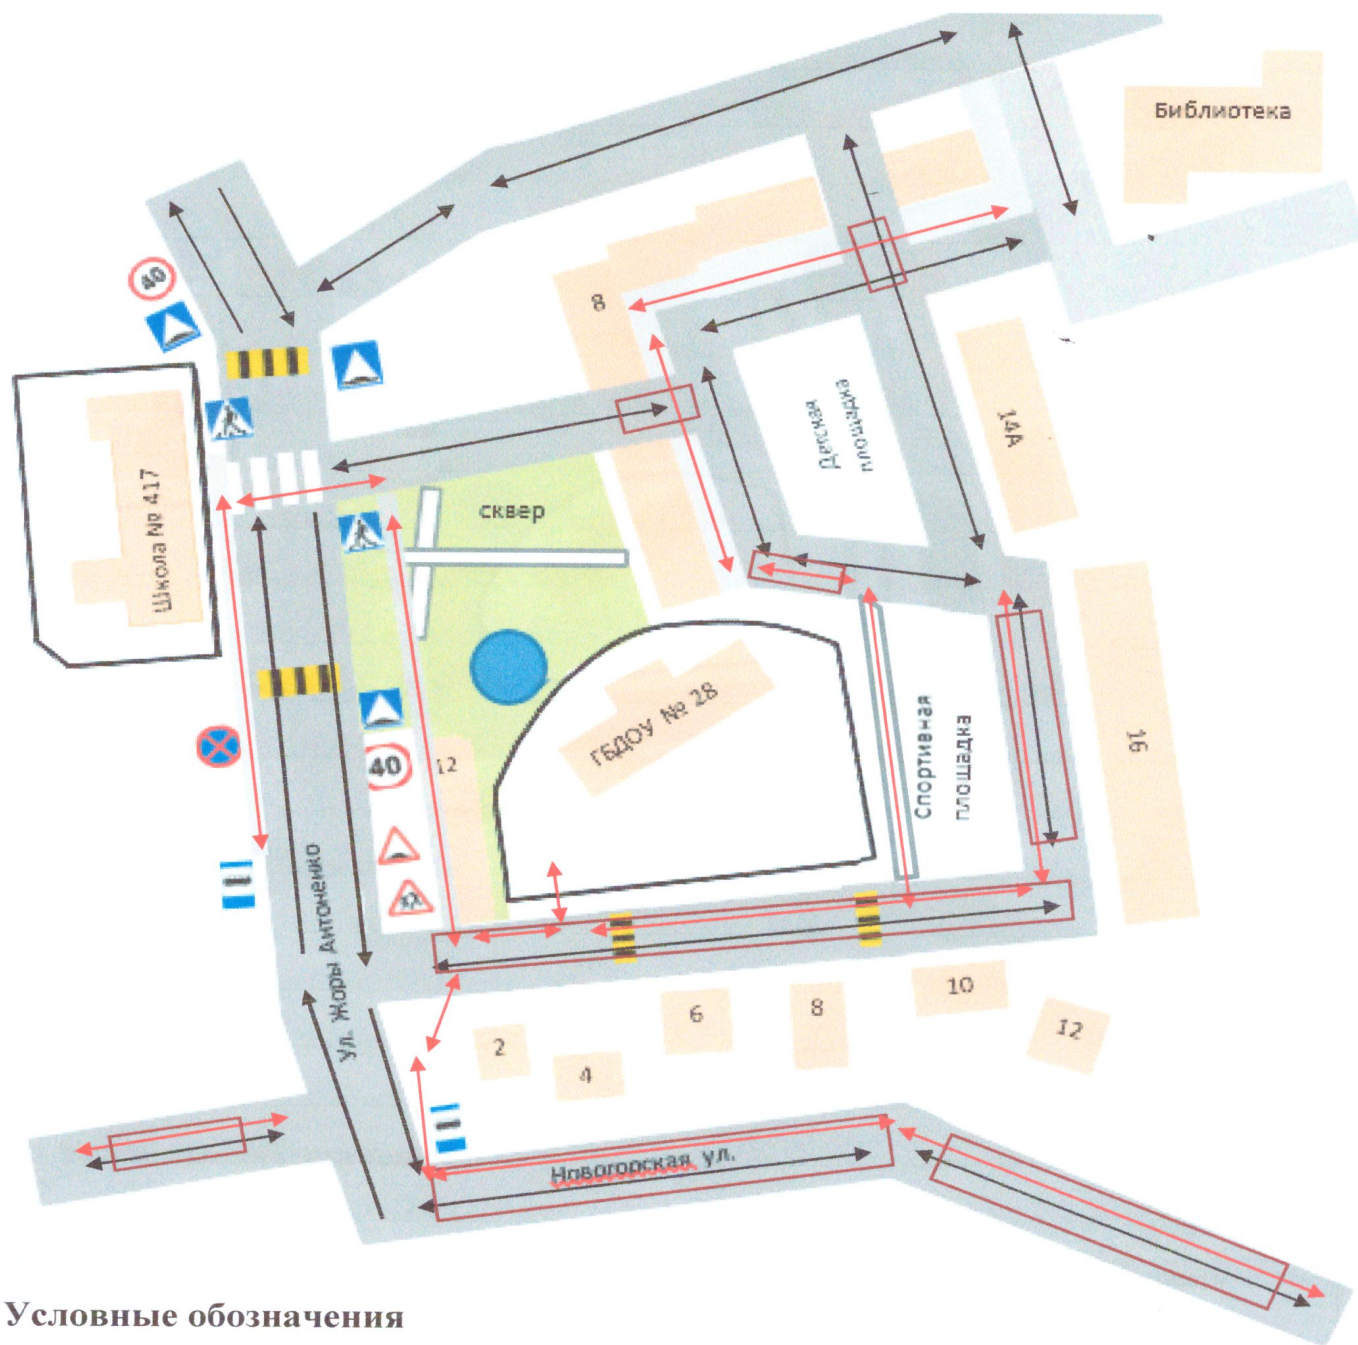 Библиотека
40
8
14А
Детская
площадка
Школа № 417
сквер
ГБДОУ № 28
16
Спортивная
площадка
40
12
Ул. Жоры Антоненко
2
4
6
8
10
12
Новогорская ул.
Условные обозначения